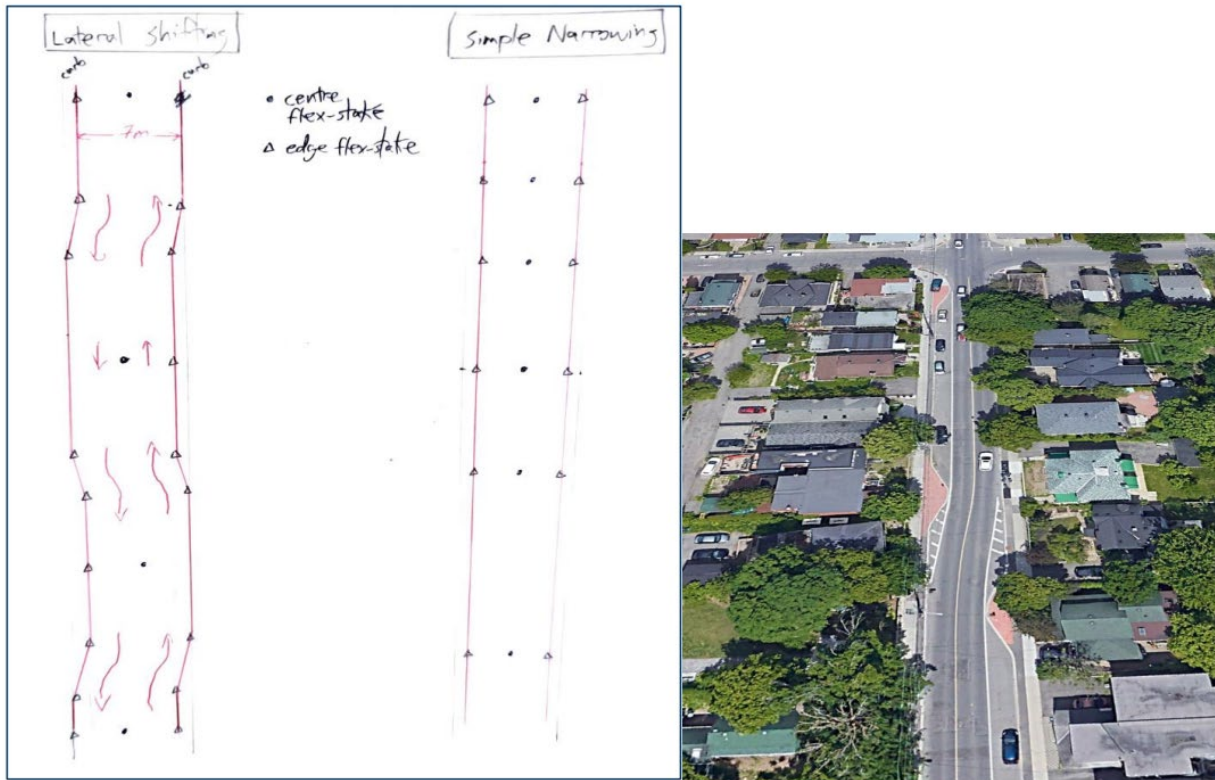 Lateral Shifting
Simple Narrowing
curb
curb
• centre
flex-stake
△ edge flex-stake
7m